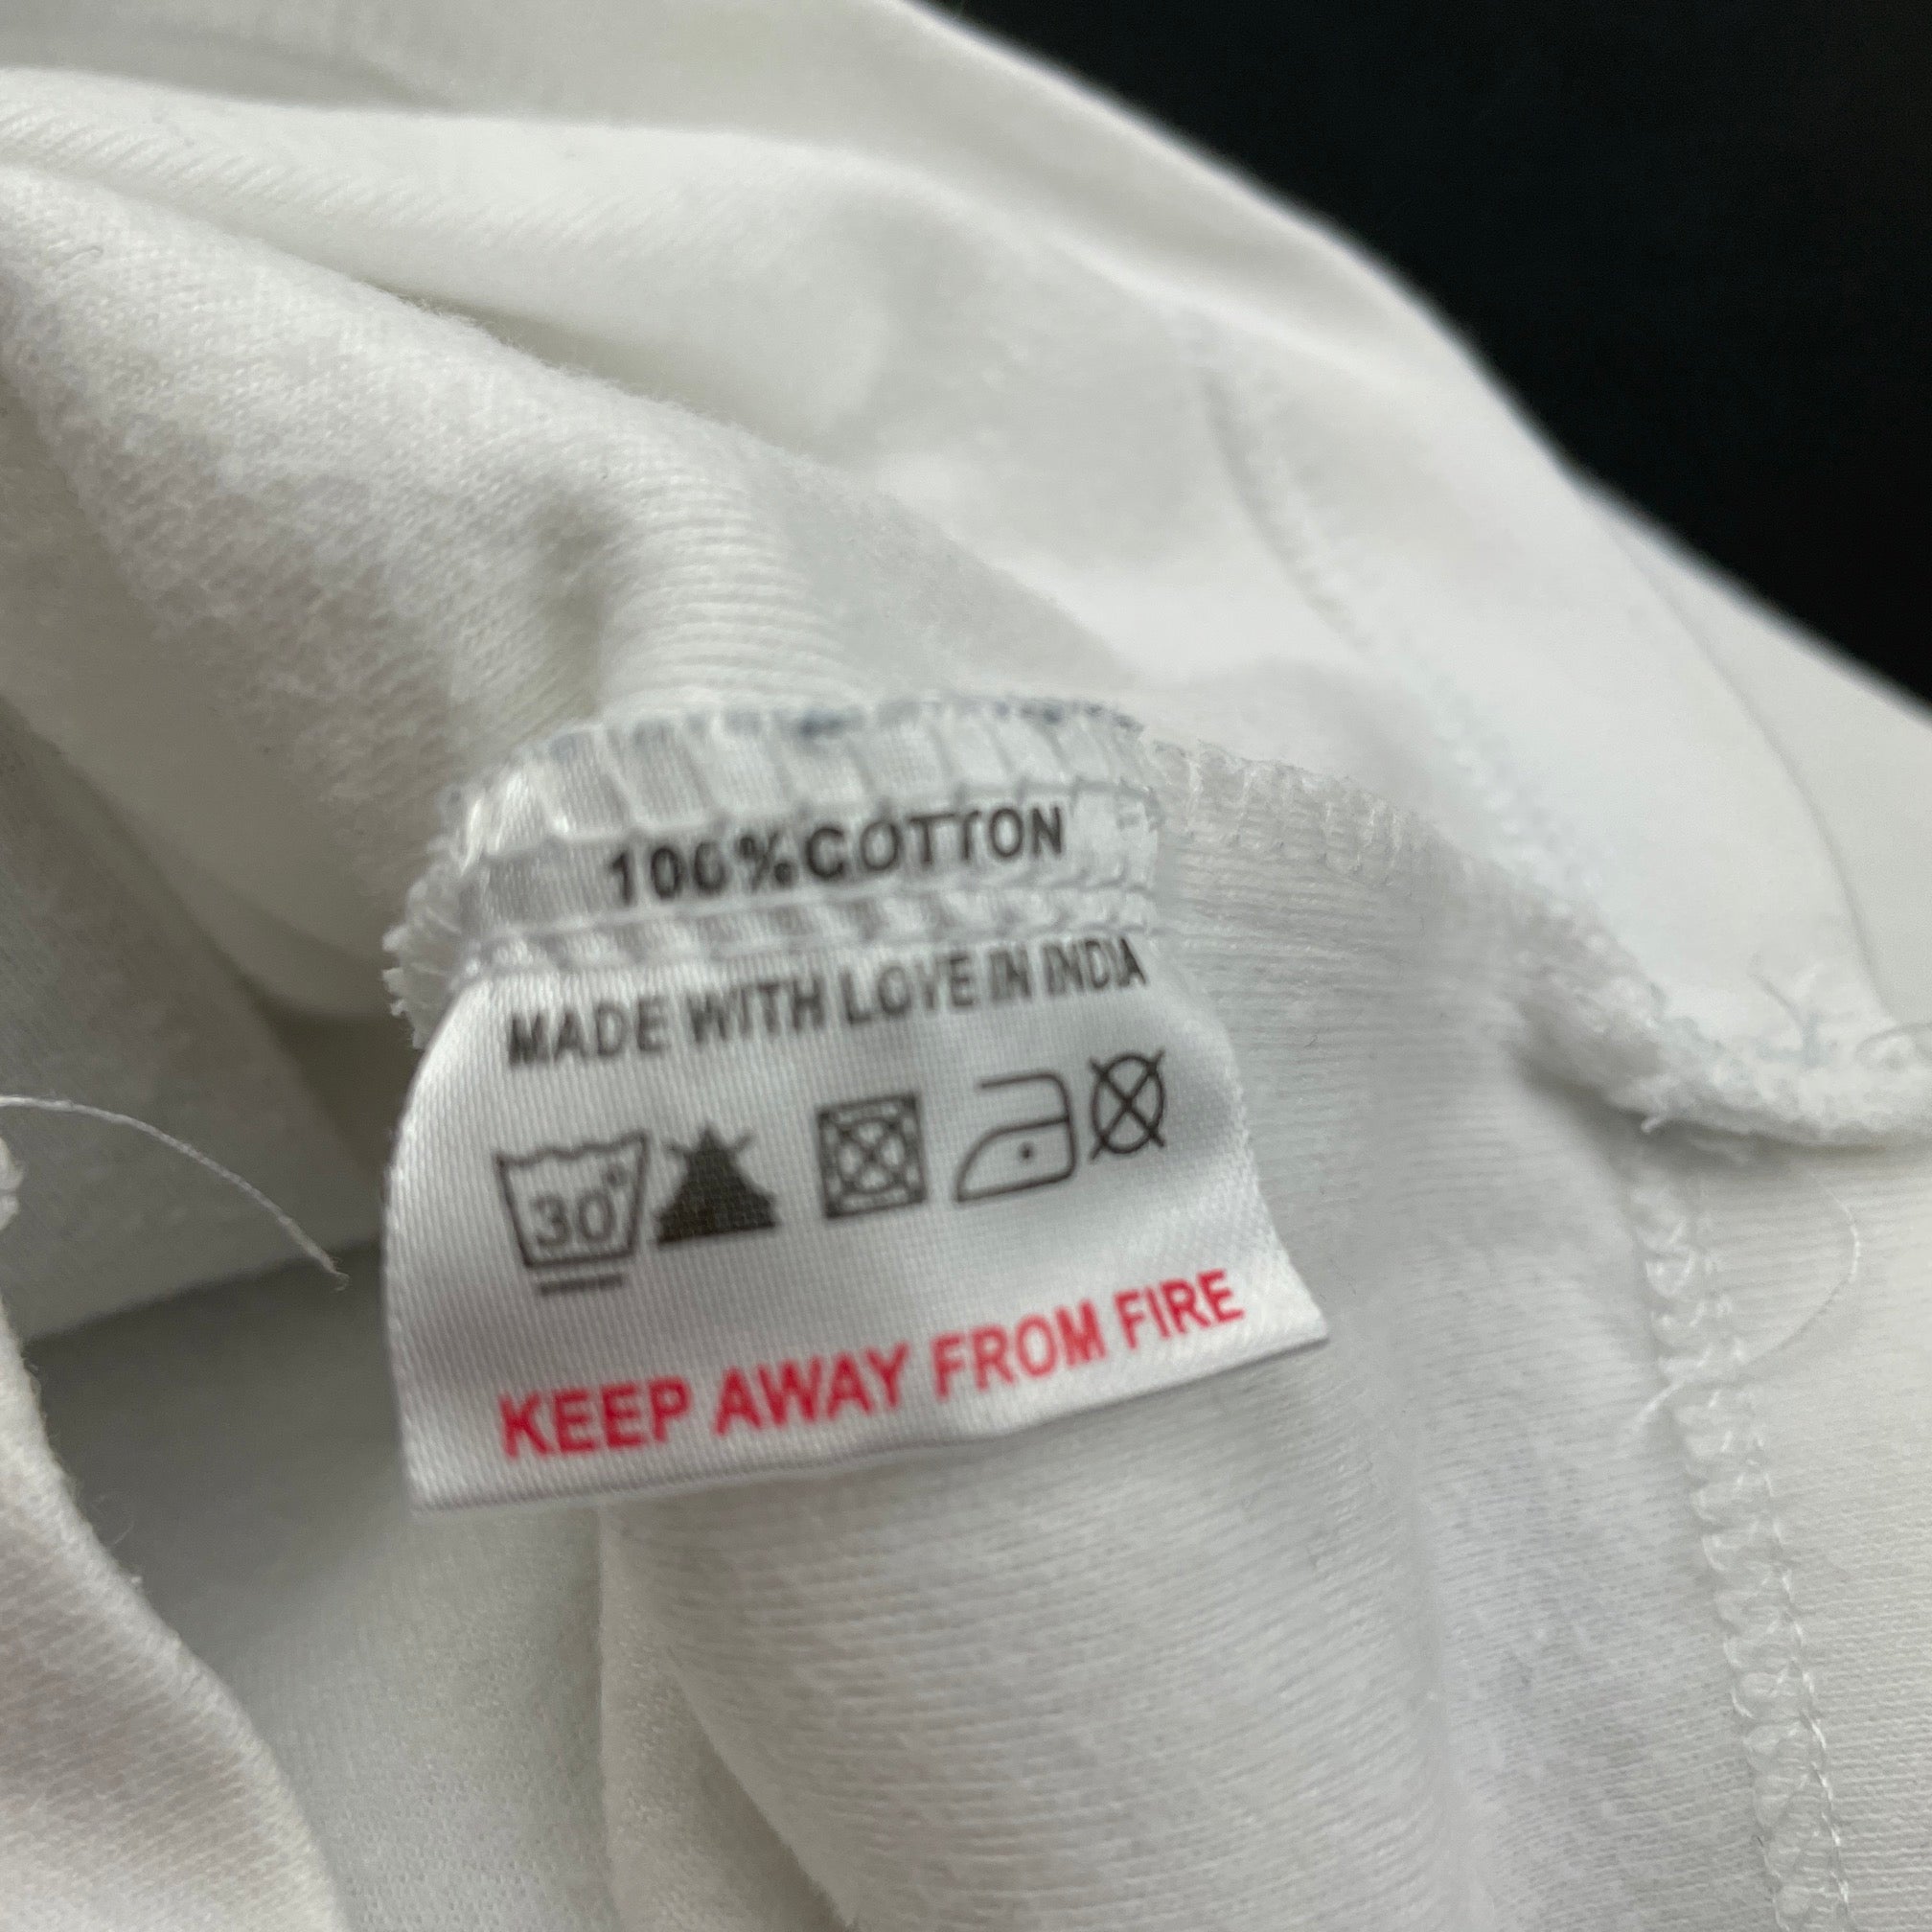 100%COTTON
MADE WITH LOVE IN INDIA
30°
KEEP AWAY FROM FIRE